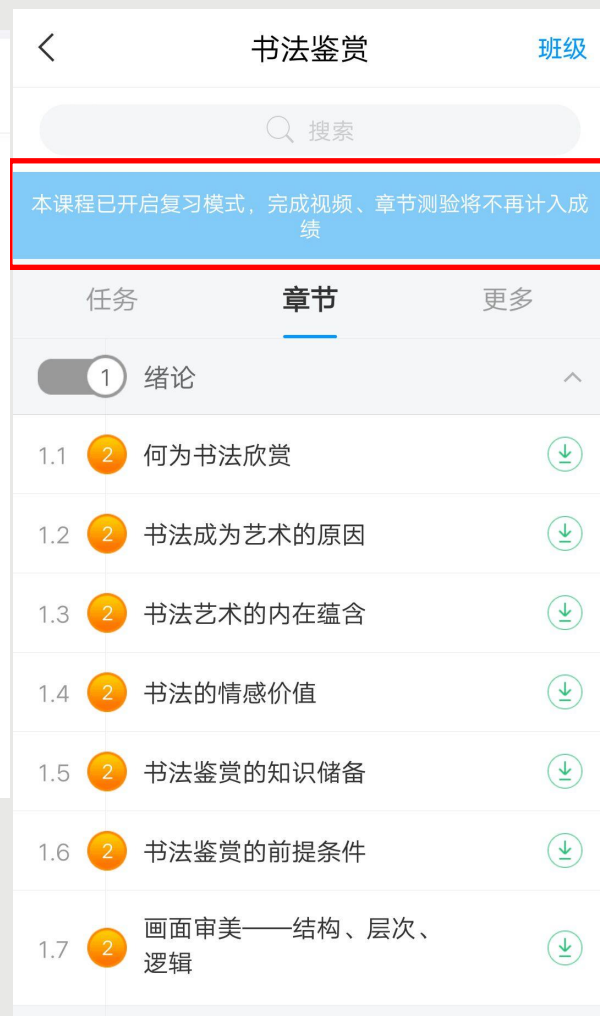 书法鉴赏 班级
搜索
本课程已开启复习模式，完成视频、章节测验将不再计入成
绩
任务 章节 更多
1 绪论
1.1 2 何为书法欣赏
1.2 2 书法成为艺术的原因
1.3 2 书法艺术的内在蕴含
1.4 2 书法的情感价值
1.5 2 书法鉴赏的知识储备
1.6 2 书法鉴赏的前提条件
1.7 2 画面审美——结构、层次、
逻辑